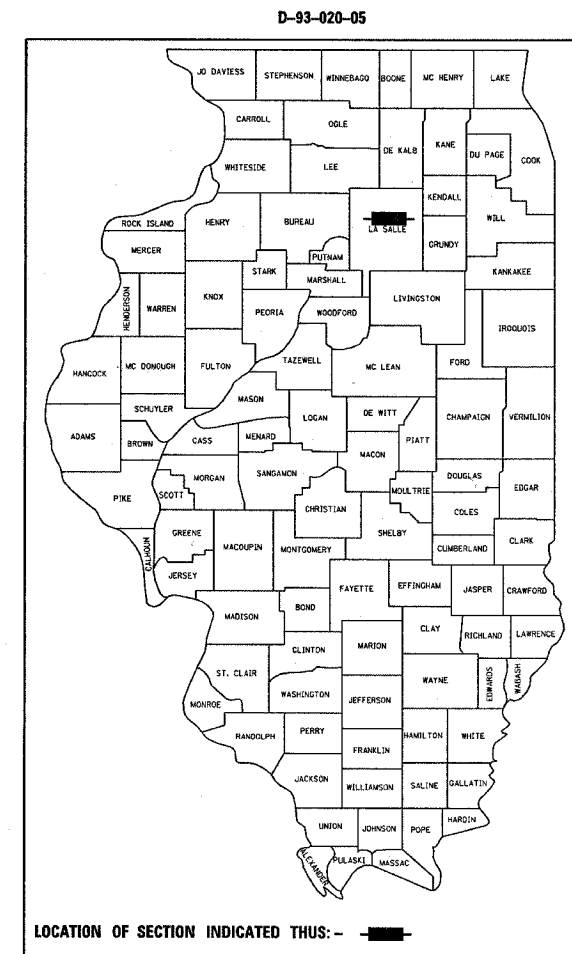 D-93-020-05
JO DAVIESS
STEPHENSON
WINNEBAGO
BOONE
MC HENRY
LAKE
CARROLL
OGLE
DE KALB
KANE
DU PAGE
COOK
WHITESIDE
LEE
KENDALL
WILL
ROCK ISLAND
HENRY
BUREAU
LA SALLE
GRUNDY
MERCER
PUTNAM
STARK
MARSHALL
KANKAKEE
HENDERSON
WARREN
KNOX
PEORIA
WOODFORD
LIVINGSTON
IROQUOIS
HANCOCK
MC DONOUGH
FULTON
TAZEWELL
MC LEAN
FORD
SCHUYLER
MASON
LOGAN
DE WITT
CHAMPAIGN
VERMILION
ADAMS
BROWN
CASS
MENARD
MACON
PIATT
PIKE
SCOTT
MORGAN
SANGAMON
CHRISTIAN
MOULTRIE
DOUGLAS
EDGAR
COLES
CALHOUN
GREENE
MACOUPIN
MONTGOMERY
SHELBY
CUMBERLAND
CLARK
JERSEY
FAYETTE
EFFINGHAM
JASPER
CRAWFORD
MADISON
BOND
CLAY
RICHLAND
LAWRENCE
CLINTON
MARION
ST. CLAIR
WAYNE
EDWARDS
WABASH
WASHINGTON
JEFFERSON
MONROE
RANDOLPH
PERRY
HAMILTON
WHITE
FRANKLIN
JACKSON
WILLIAMSON
SALINE
GALLATIN
UNION
JOHNSON
POPE
HARDIN
ALEXANDER
PULASKI
MASSAC
LOCATION OF SECTION INDICATED THUS: -